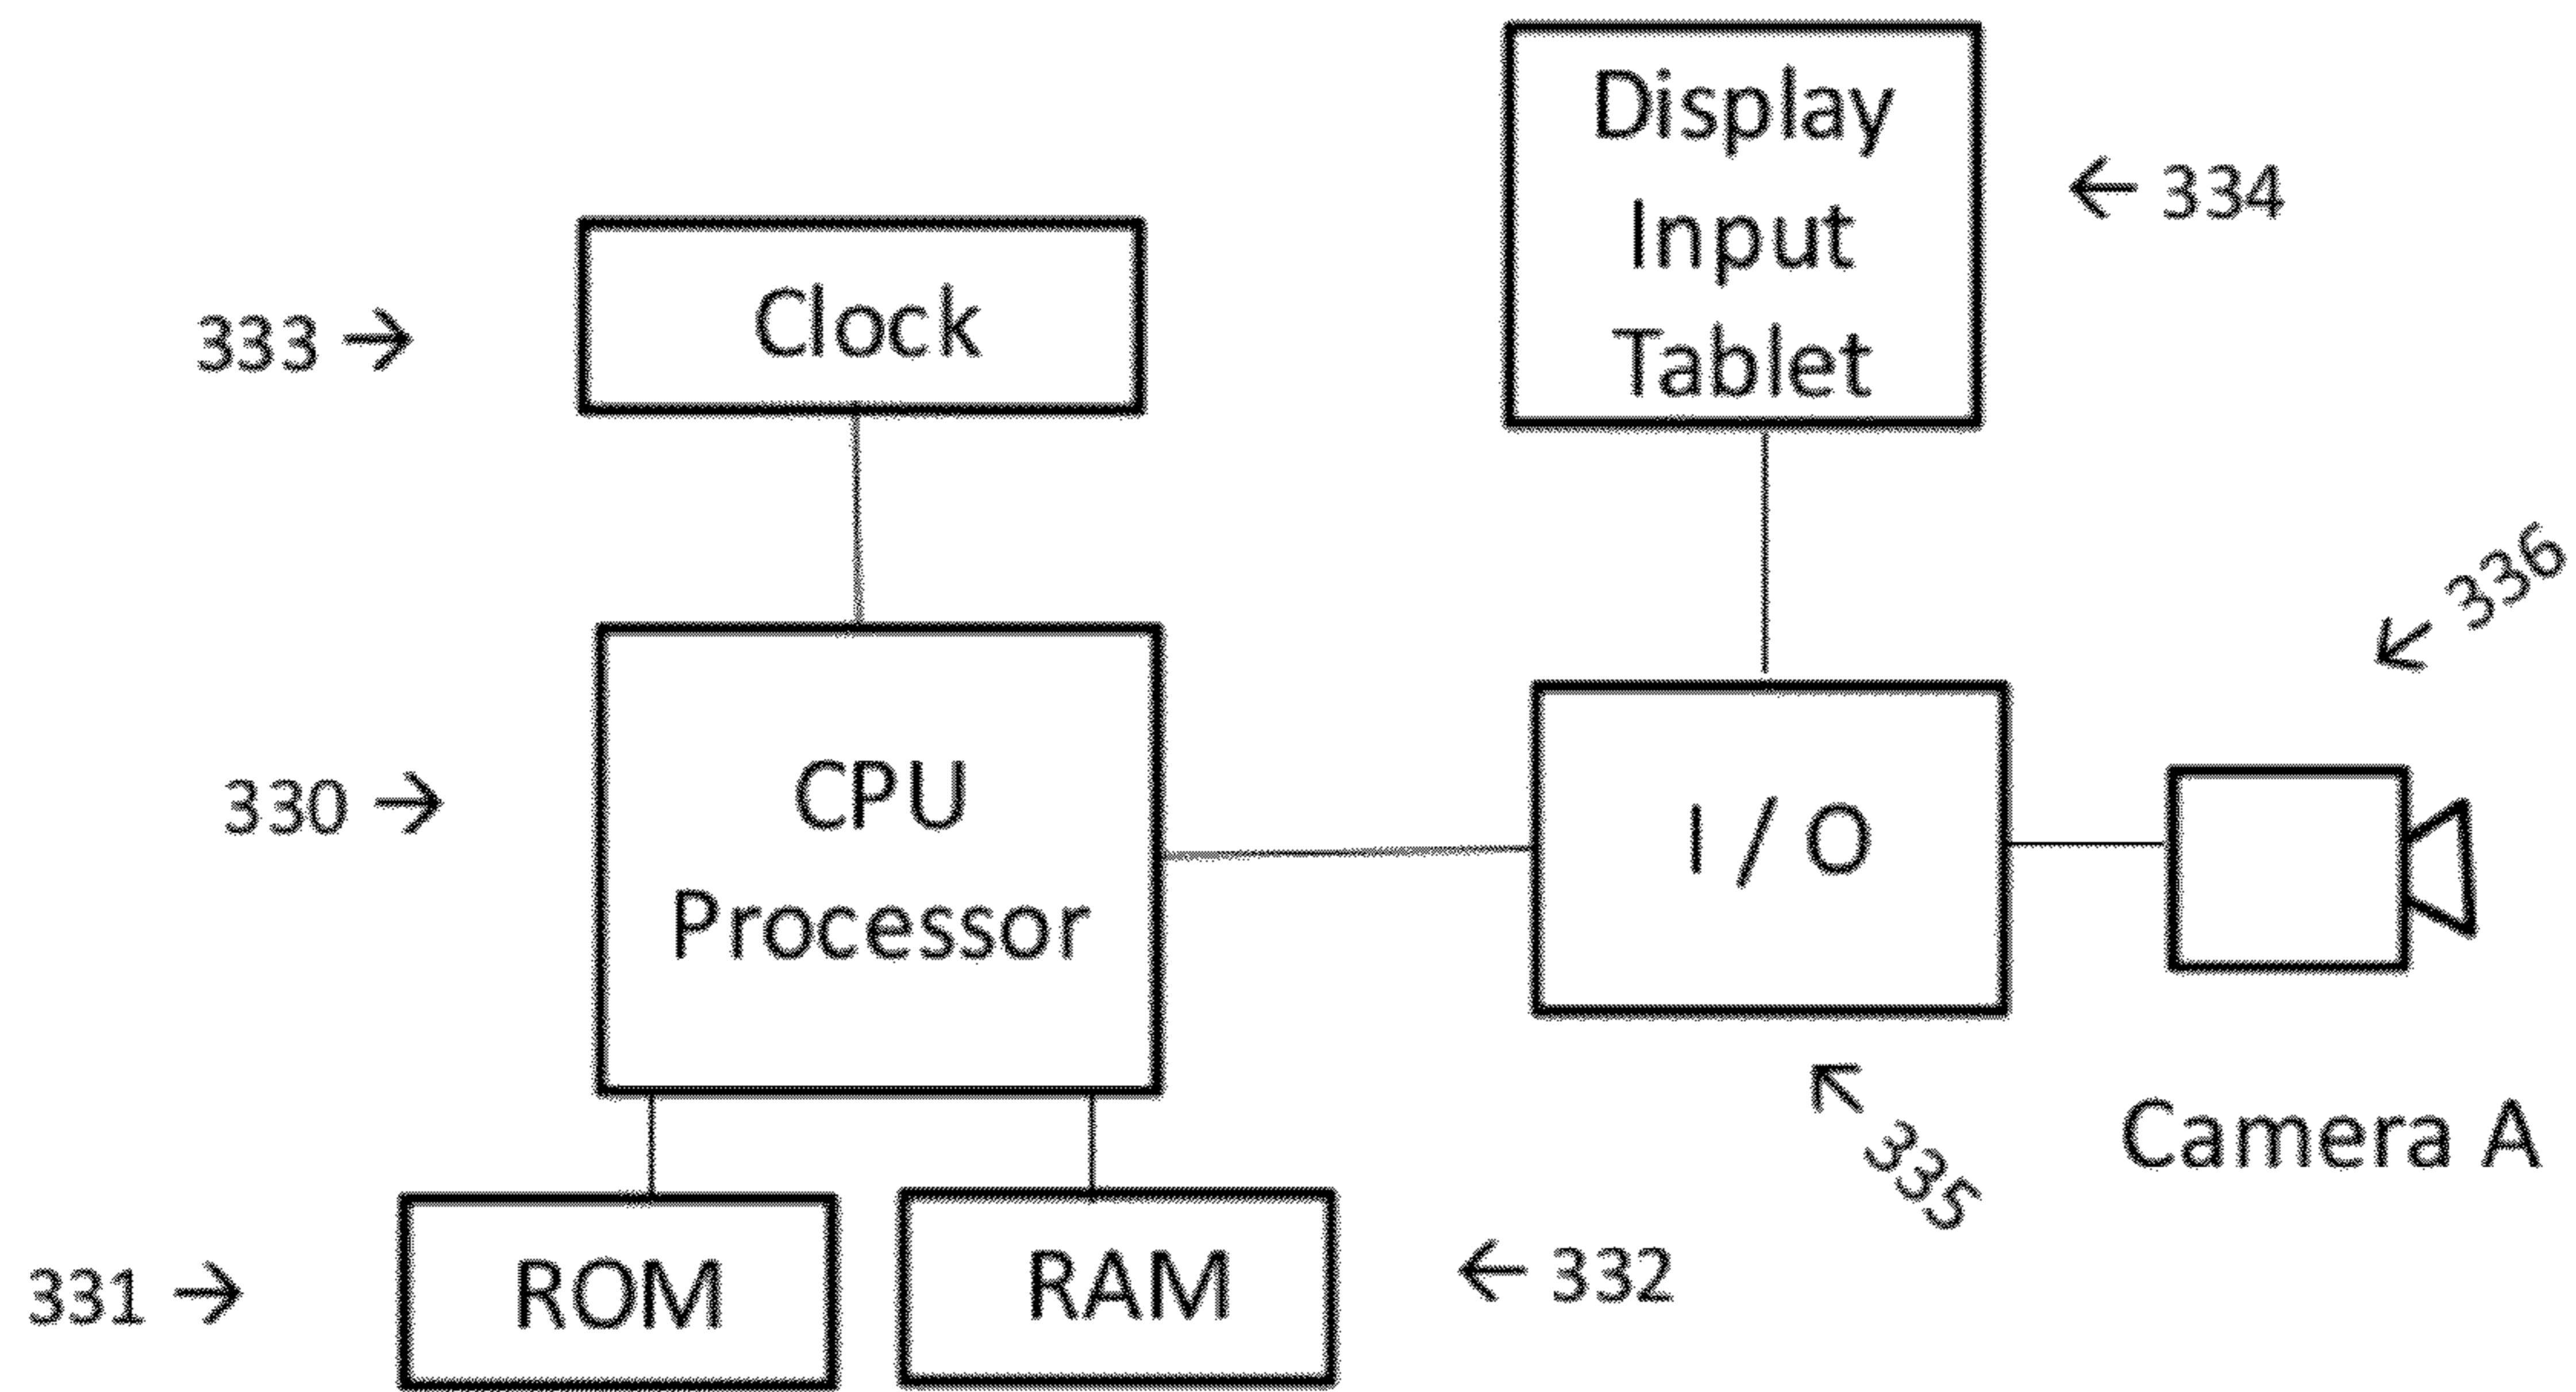 Display
Input
Tablet
← 334
333 →
Clock
← 336
330 →
CPU
Processor
I / O
← 335
Camera A
331 →
ROM
RAM
← 332